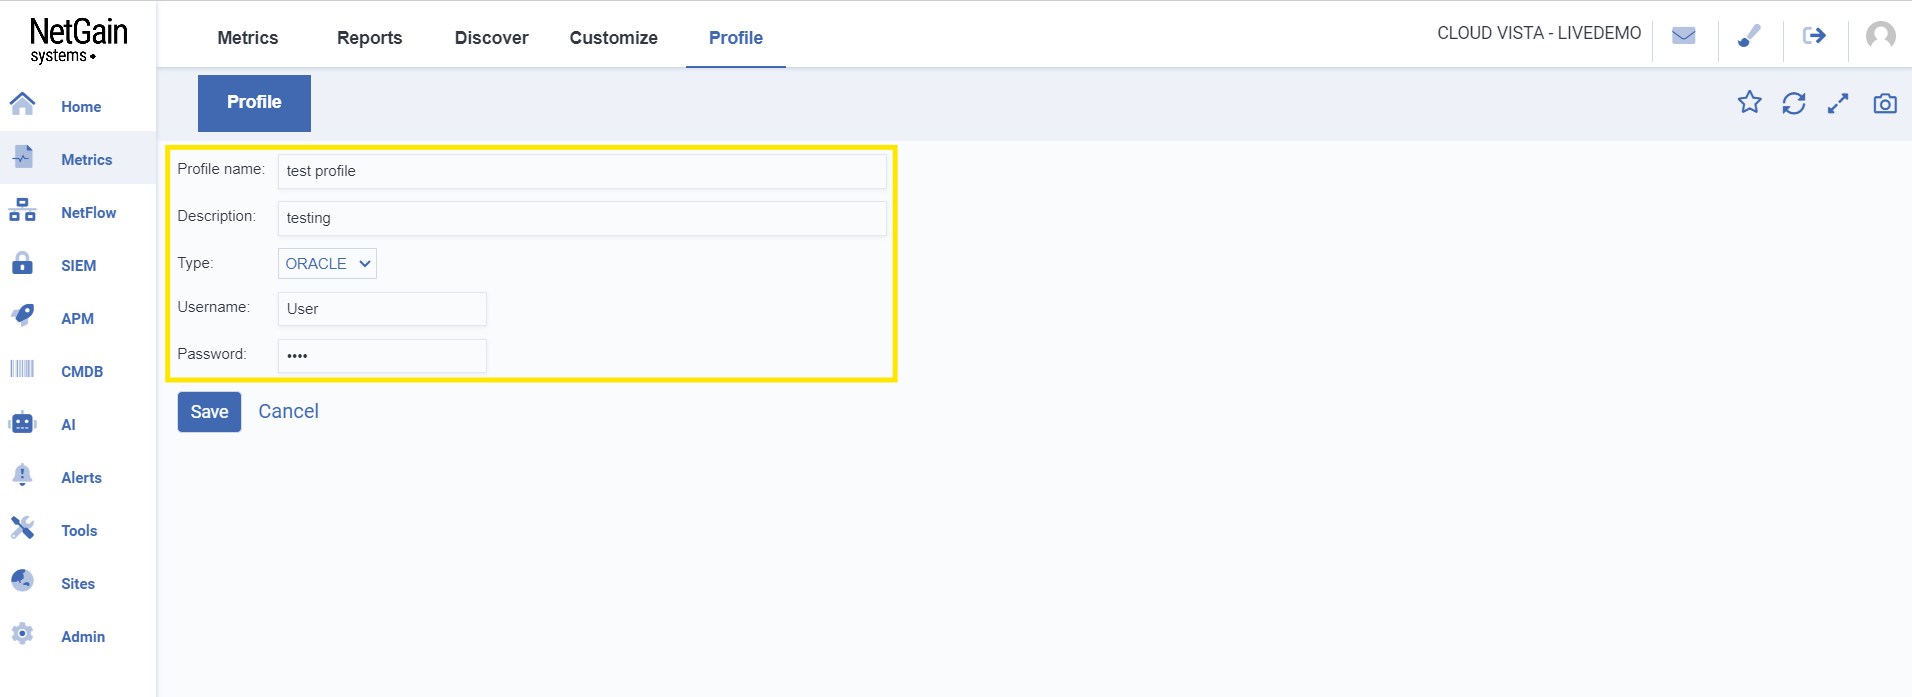 NetGain
systems
Metrics
Reports
Discover
Customize
Profile
CLOUD VISTA - LIVEDEMO
Profile
Home
Metrics
NetFlow
SIEM
APM
CMDB
AI
Alerts
Tools
Sites
Admin
Profile name: test profile
Description: testing
Type: ORACLE
Username: User
Password: ••••
Save Cancel